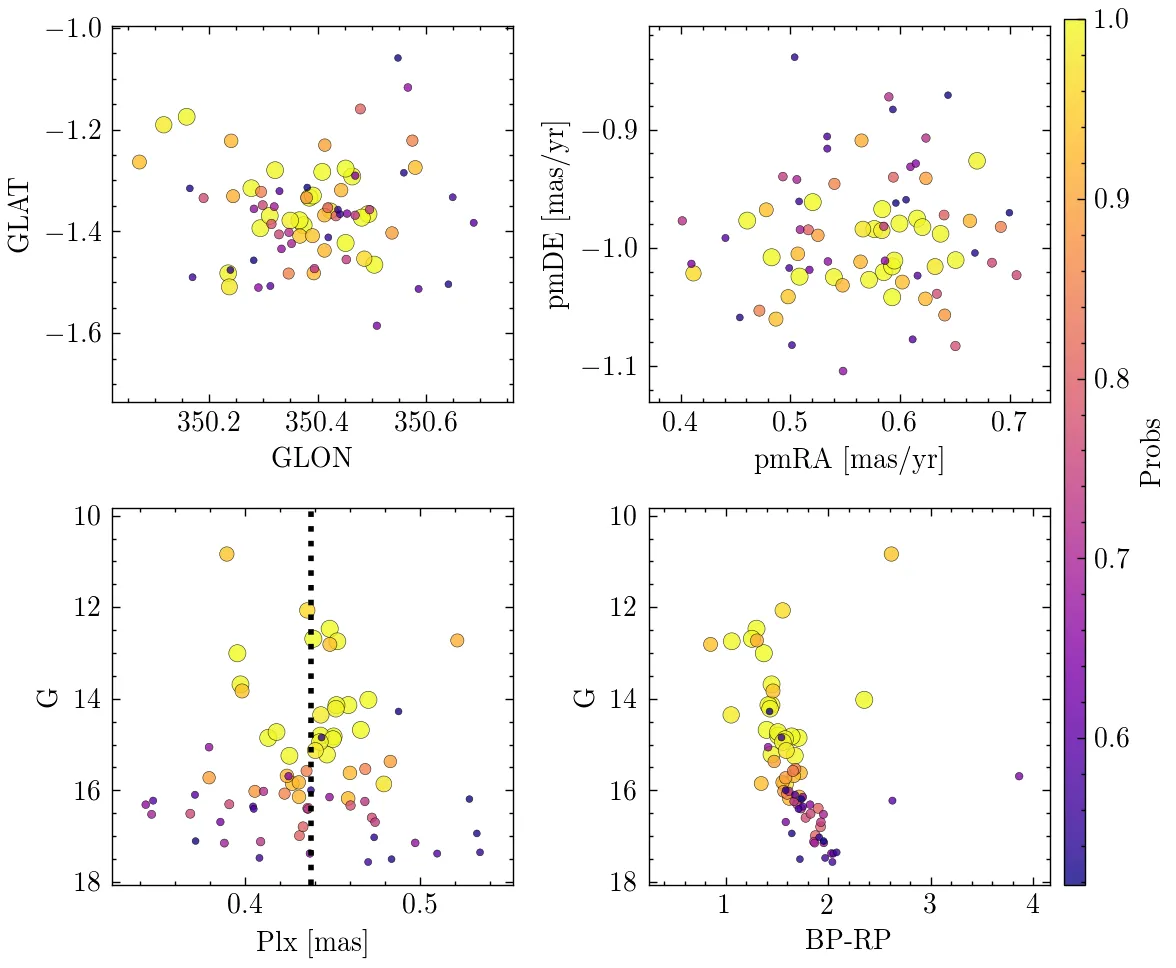 −1.0
−1.2
−1.4
−1.6
GLAT
350.2 350.4 350.6
GLON
−0.9
−1.0
−1.1
pmDE [mas/yr]
0.4 0.5 0.6 0.7
pmRA [mas/yr]
10
12
14
16
18
G
0.4 0.5
Plx [mas]
10
12
14
16
18
G
1 2 3 4
BP-RP
1.0
0.9
0.8
0.7
0.6
Probs